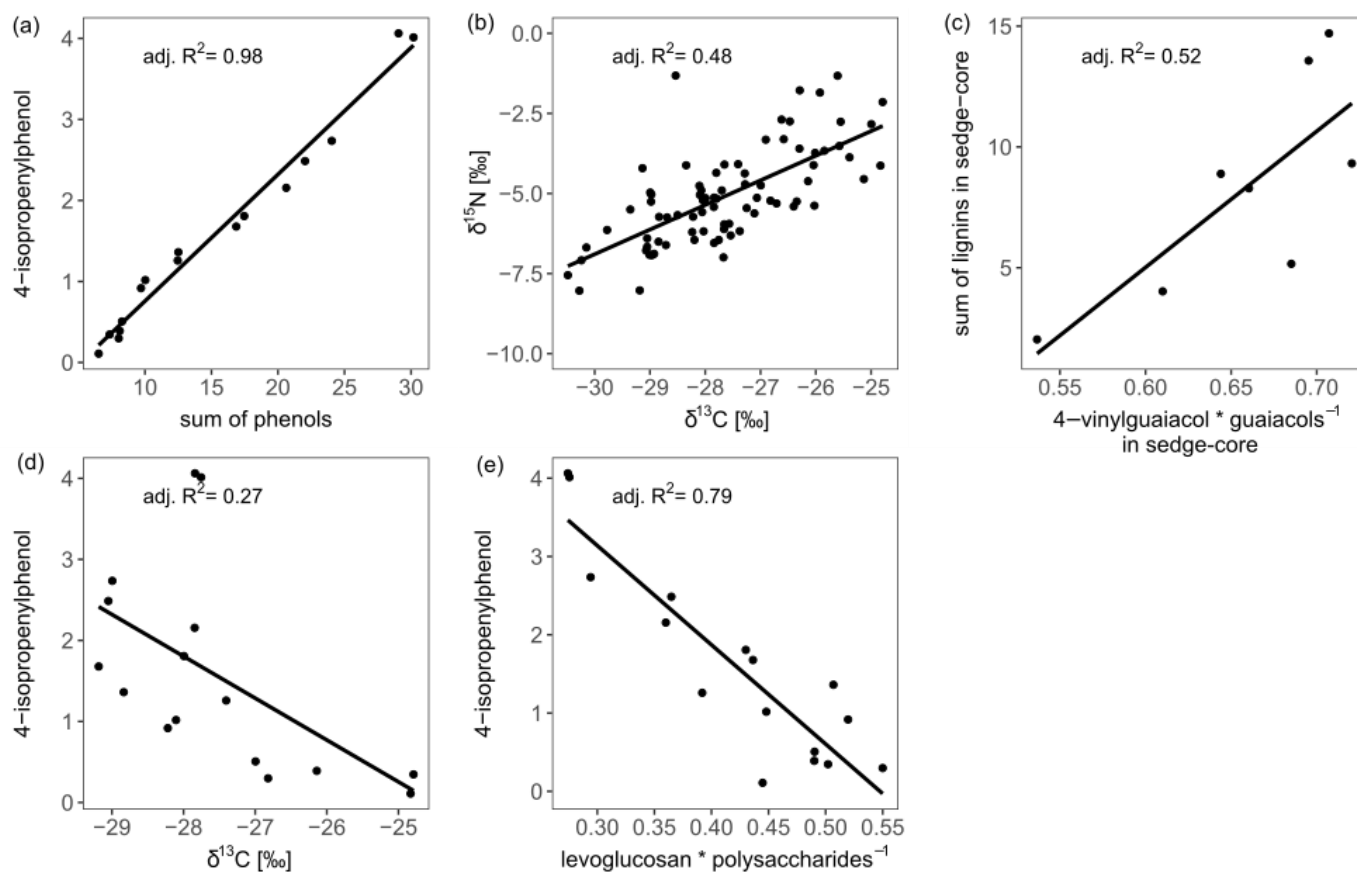 (a)
adj. R²= 0.98
4−isopropenylphenol
4
3
2
1
0
10
15
20
25
30
sum of phenols
(b)
adj. R²= 0.48
δ¹⁵N [‰]
0.0
−2.5
−5.0
−7.5
−10.0
−30
−29
−28
−27
−26
−25
δ¹³C [‰]
(c)
adj. R²= 0.52
sum of lignins in sedge-core
15
10
5
0.55
0.60
0.65
0.70
4−vinylguaiacol * guaiacols⁻¹
in sedge-core
(d)
adj. R²= 0.27
4−isopropenylphenol
4
3
2
1
0
−29
−28
−27
−26
−25
δ¹³C [‰]
(e)
adj. R²= 0.79
4−isopropenylphenol
4
3
2
1
0
0.30
0.35
0.40
0.45
0.50
0.55
levoglucosan * polysaccharides⁻¹